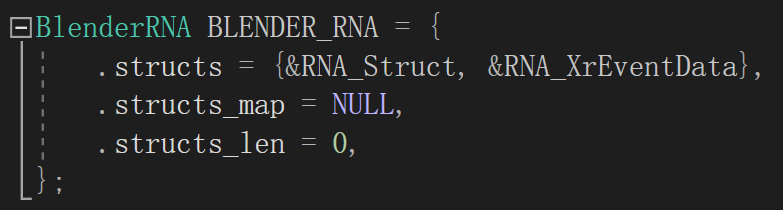 BlenderRNA BLENDER_RNA = {
.structs = {&RNA_Struct, &RNA_XrEventData},
.structs_map = NULL,
.structs_len = 0,
};